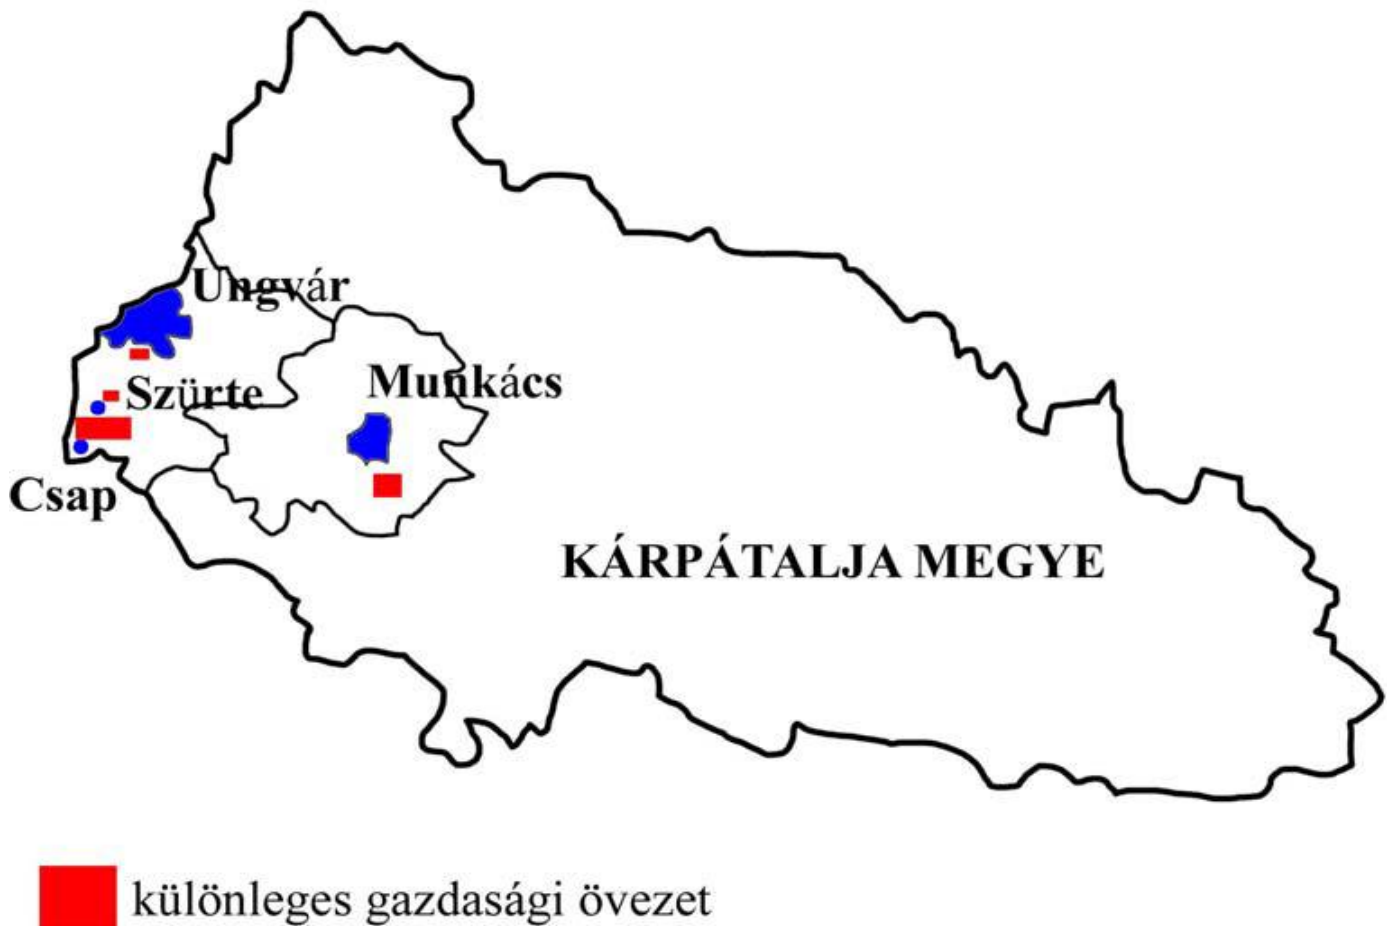 Ungvár
Szürte
Munkács
Csap
KÁRPÁTALJA MEGYE
különleges gazdasági övezet